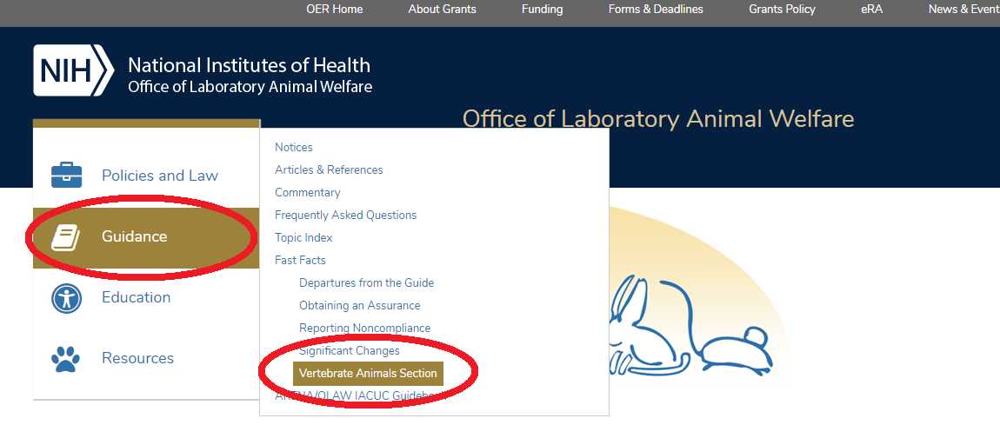 OER Home About Grants Funding Forms & Deadlines Grants Policy eRA News & Event
NIH
National Institutes of Health
Office of Laboratory Animal Welfare
Office of Laboratory Animal Welfare
Policies and Law
Guidance
Education
Resources
Notices
Articles & References
Commentary
Frequently Asked Questions
Topic Index
Fast Facts
Departures from the Guide
Obtaining an Assurance
Reporting Noncompliance
Significant Changes
Vertebrate Animals Section
ARENA/OLAW IACUC Guidebook